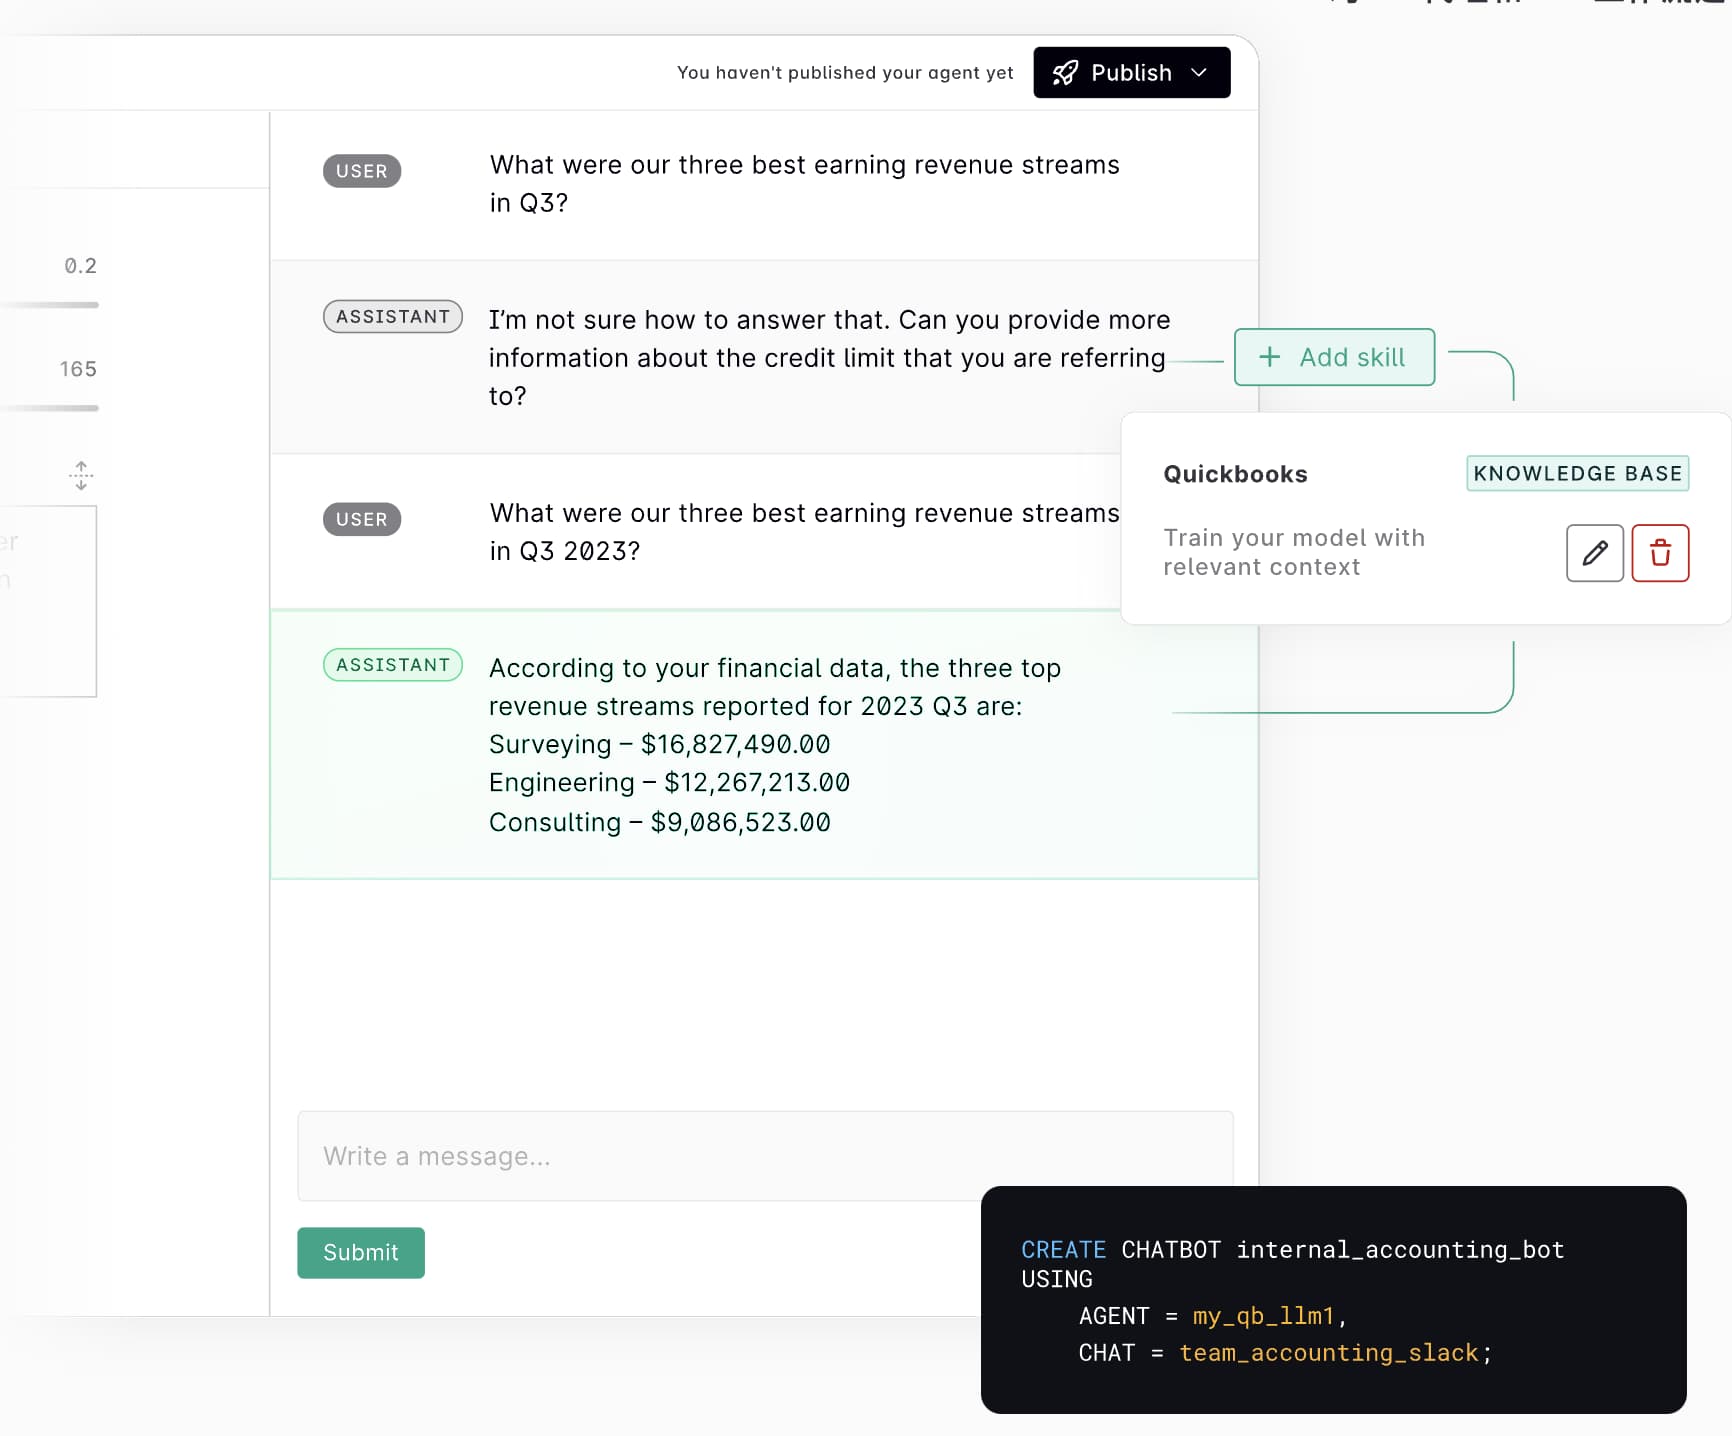 You haven't published your agent yet
Publish
0.2
165
USER
What were our three best earning revenue streams
in Q3?
ASSISTANT
I’m not sure how to answer that. Can you provide more
information about the credit limit that you are referring
to?
+ Add skill
Quickbooks
KNOWLEDGE BASE
Train your model with
relevant context
USER
What were our three best earning revenue streams
in Q3 2023?
ASSISTANT
According to your financial data, the three top
revenue streams reported for 2023 Q3 are:
Surveying – $16,827,490.00
Engineering – $12,267,213.00
Consulting – $9,086,523.00
Write a message...
Submit
CREATE CHATBOT internal_accounting_bot
USING
AGENT = my_qb_llm1,
CHAT = team_accounting_slack;